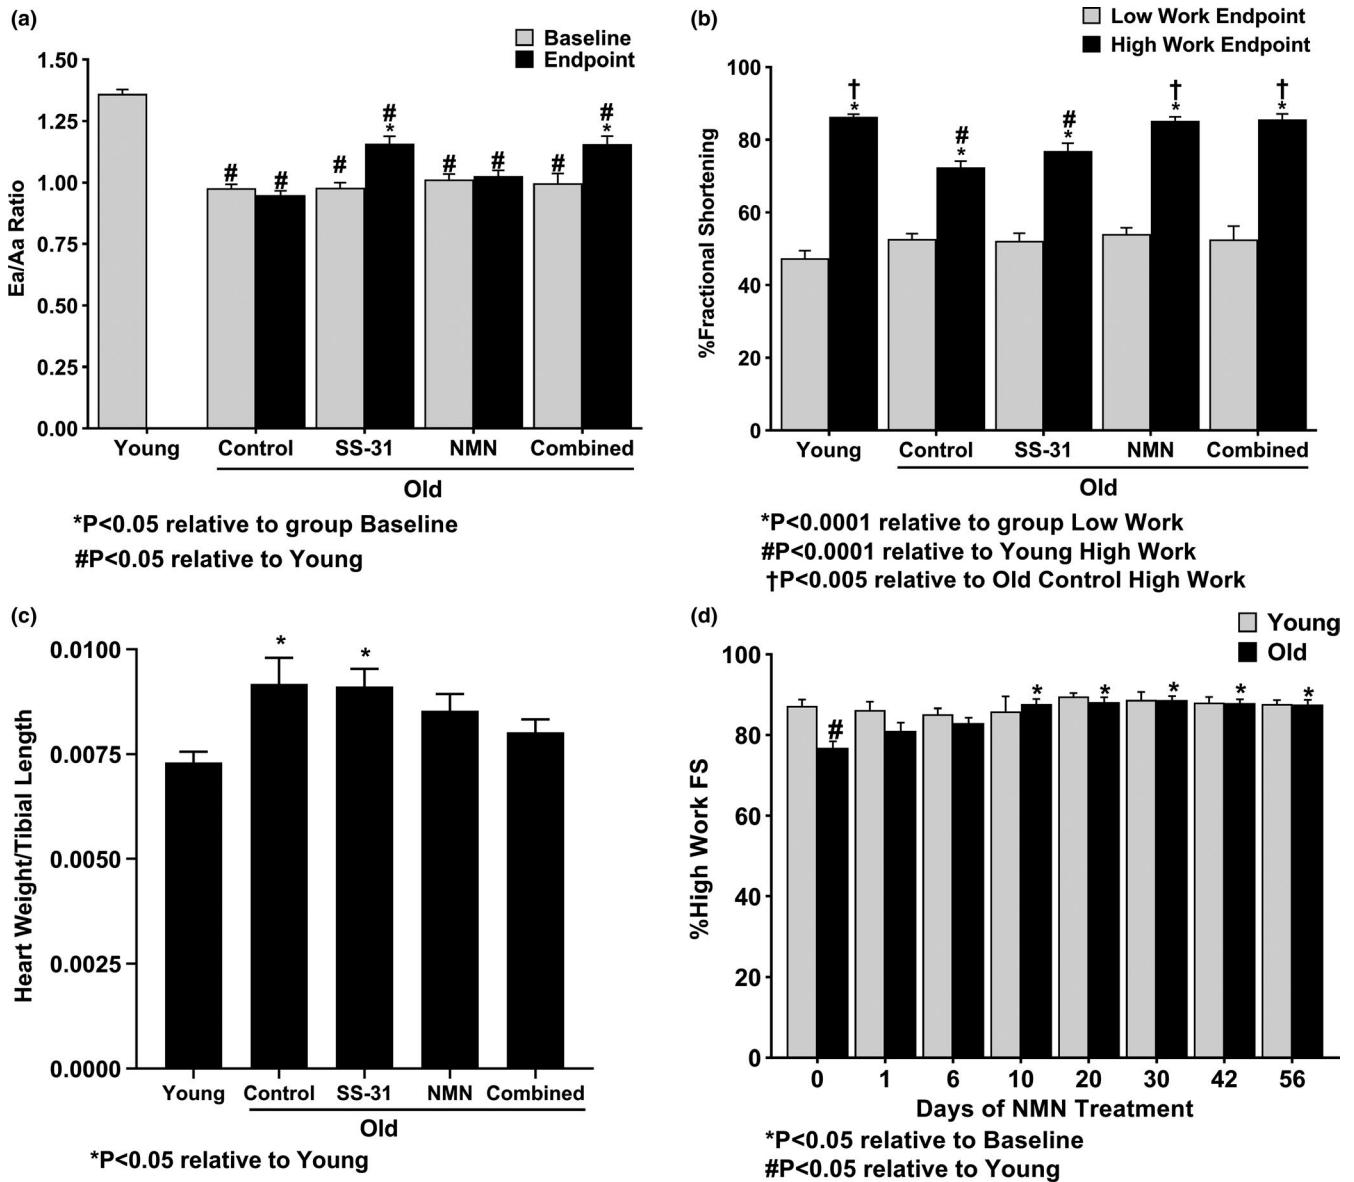 (a)
Baseline
Endpoint
1.50
1.25
1.00
0.75
0.50
0.25
0.00
Ea/Aa Ratio
# # # # * # # # # *
Young Control SS-31 NMN Combined
Old
*P<0.05 relative to group Baseline
#P<0.05 relative to Young
(b)
Low Work Endpoint
High Work Endpoint
100
80
60
40
20
0
%Fractional Shortening
† * # * # * † * † *
Young Control SS-31 NMN Combined
Old
*P<0.0001 relative to group Low Work
#P<0.0001 relative to Young High Work
†P<0.005 relative to Old Control High Work
(c)
0.0100
0.0075
0.0050
0.0025
0.0000
Heart Weight/Tibial Length
* *
Young Control SS-31 NMN Combined
Old
*P<0.05 relative to Young
(d)
Young
Old
100
80
60
40
20
0
%High Work FS
# * * * * *
0 1 6 10 20 30 42 56
Days of NMN Treatment
*P<0.05 relative to Baseline
#P<0.05 relative to Young